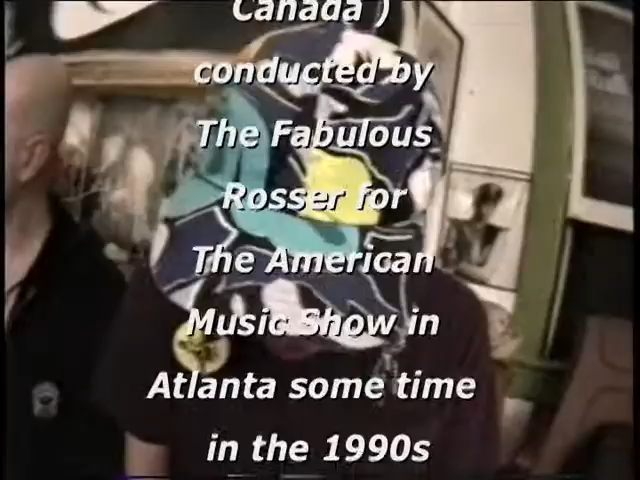 Canada )
conducted by
The Fabulous
Rosser for
The American
Music Show in
Atlanta some time
in the 1990s